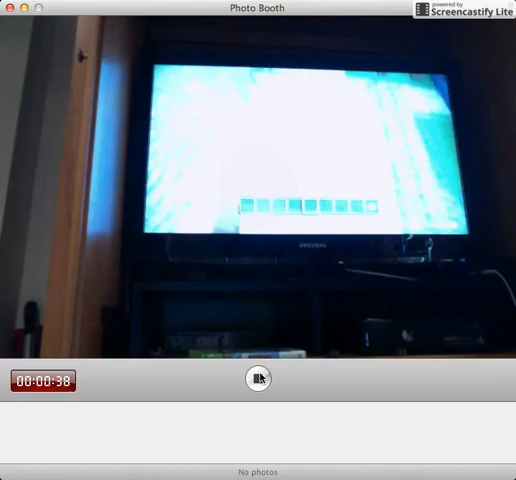 Photo Booth
powered by
Screencastify Lite
SAMSUNG
00:00:38
No photos